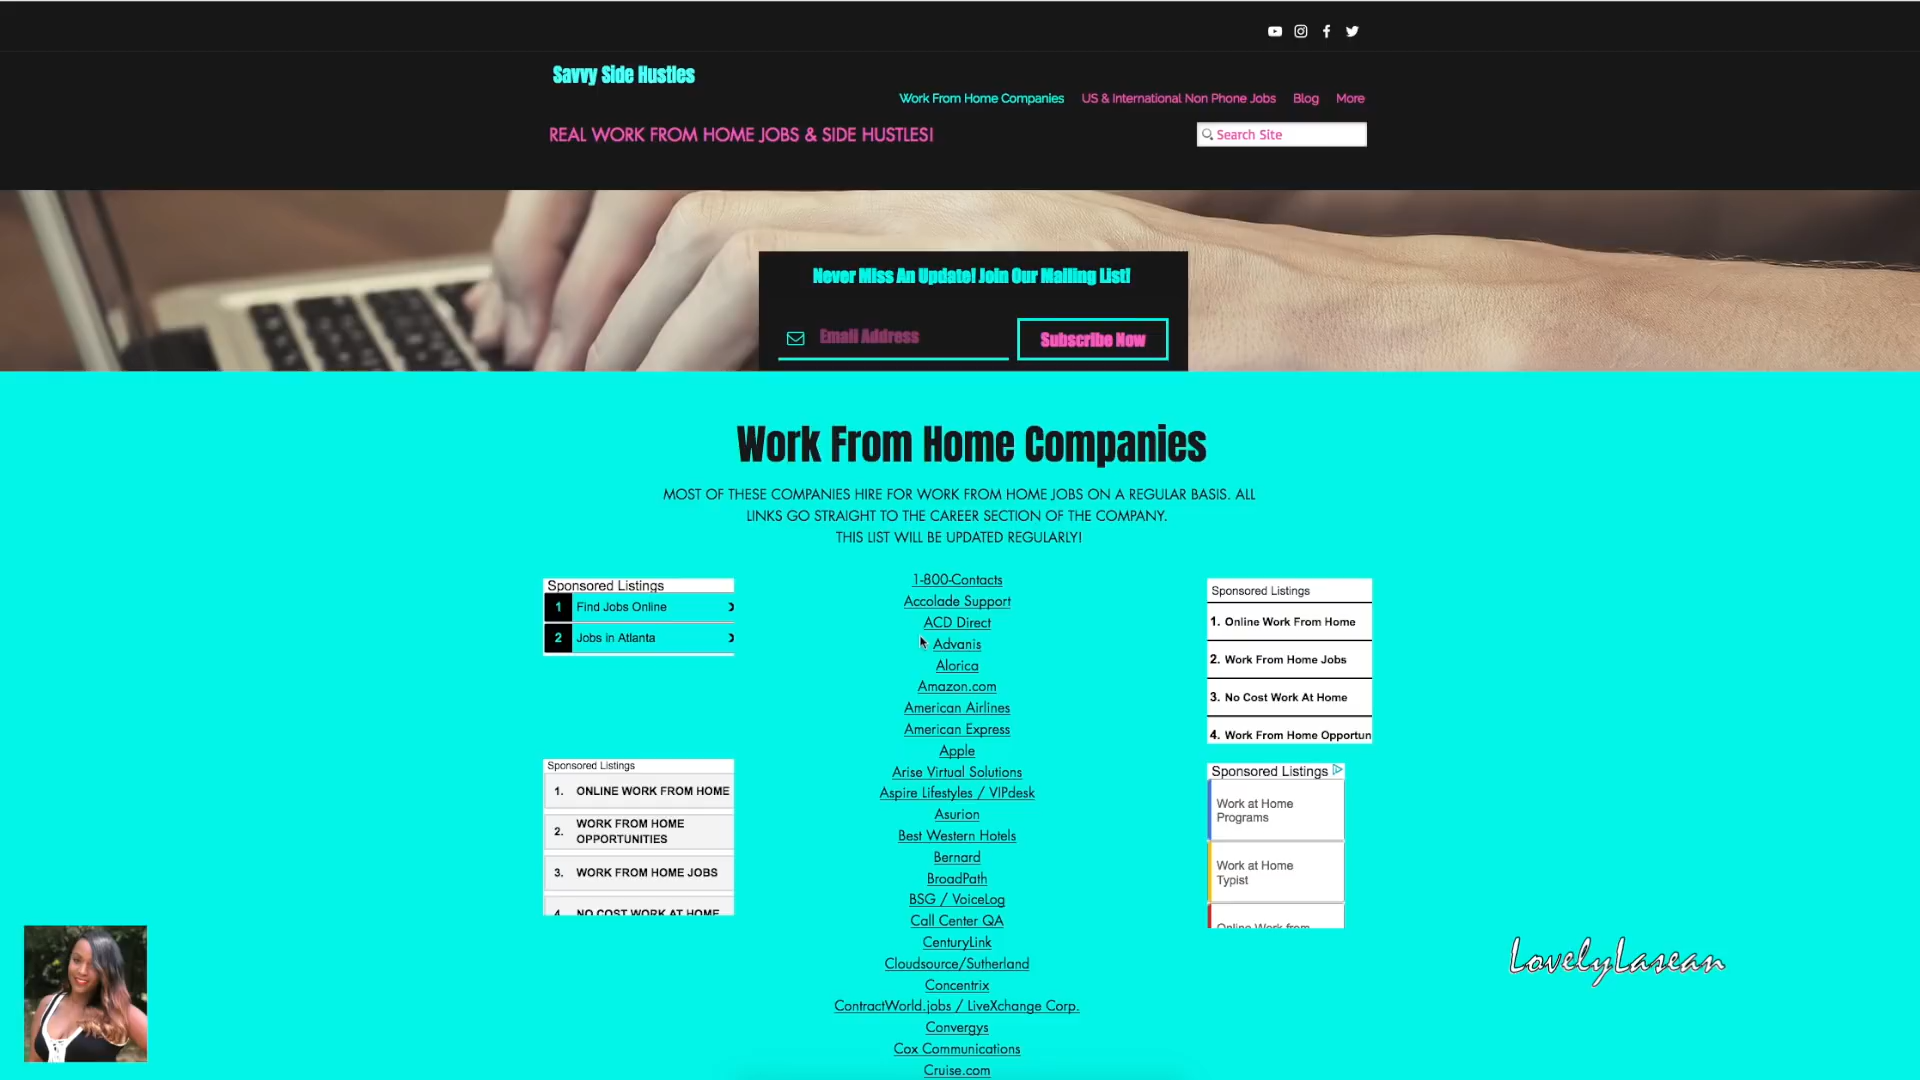 Savvy Side Hustles
Work From Home Companies
US & International Non Phone Jobs
Blog
More
REAL WORK FROM HOME JOBS & SIDE HUSTLES!
Search Site
Never Miss An Update! Join Our Mailing List!
Email Address
Subscribe Now
Work From Home Companies
MOST OF THESE COMPANIES HIRE FOR WORK FROM HOME JOBS ON A REGULAR BASIS. ALL
LINKS GO STRAIGHT TO THE CAREER SECTION OF THE COMPANY.
THIS LIST WILL BE UPDATED REGULARLY!
Sponsored Listings
1 Find Jobs Online
2 Jobs in Atlanta
Sponsored Listings
1. ONLINE WORK FROM HOME
2. WORK FROM HOME
OPPORTUNITIES
3. WORK FROM HOME JOBS
4. NO COST WORK AT HOME
1-800-Contacts
Accolade Support
ACD Direct
Advanis
Alorica
Amazon.com
American Airlines
American Express
Apple
Arise Virtual Solutions
Aspire Lifestyles / VIPdesk
Asurion
Best Western Hotels
Bernard
BroadPath
BSG / VoiceLog
Call Center QA
CenturyLink
Cloudsource/Sutherland
Concentrix
ContractWorld.jobs / LiveXchange Corp.
Convergys
Cox Communications
Cruise.com
Sponsored Listings
1. Online Work From Home
2. Work From Home Jobs
3. No Cost Work At Home
4. Work From Home Opportun
Sponsored Listings
Work at Home
Programs
Work at Home
Typist
Online Work from
LovelyLasean